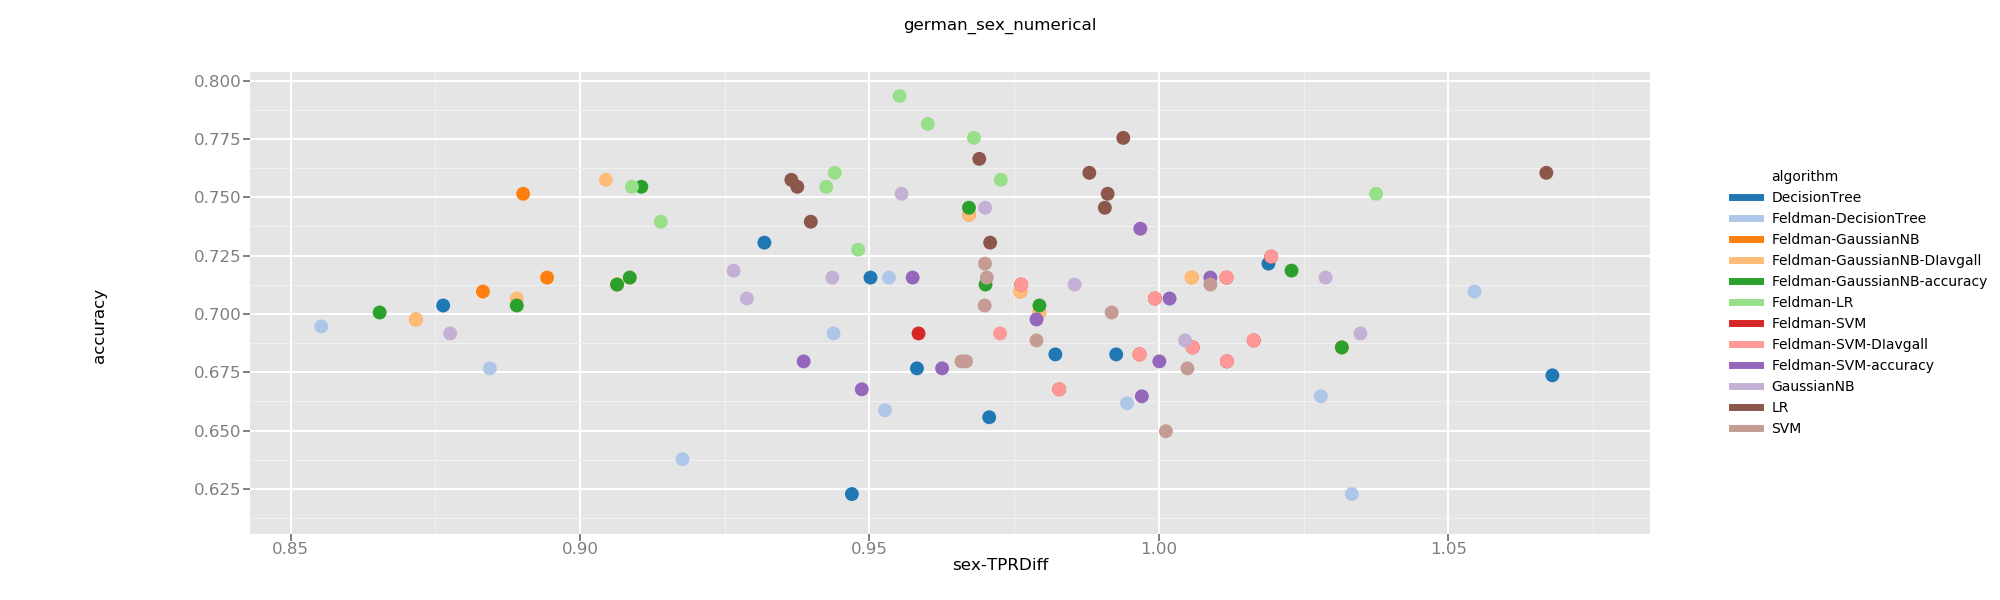 german_sex_numerical
0.800
0.775
0.750
0.725
0.700
0.675
0.650
0.625
accuracy
0.85
0.90
0.95
1.00
1.05
sex-TPRDiff
algorithm
DecisionTree
Feldman-DecisionTree
Feldman-GaussianNB
Feldman-GaussianNB-DIavgall
Feldman-GaussianNB-accuracy
Feldman-LR
Feldman-SVM
Feldman-SVM-DIavgall
Feldman-SVM-accuracy
GaussianNB
LR
SVM